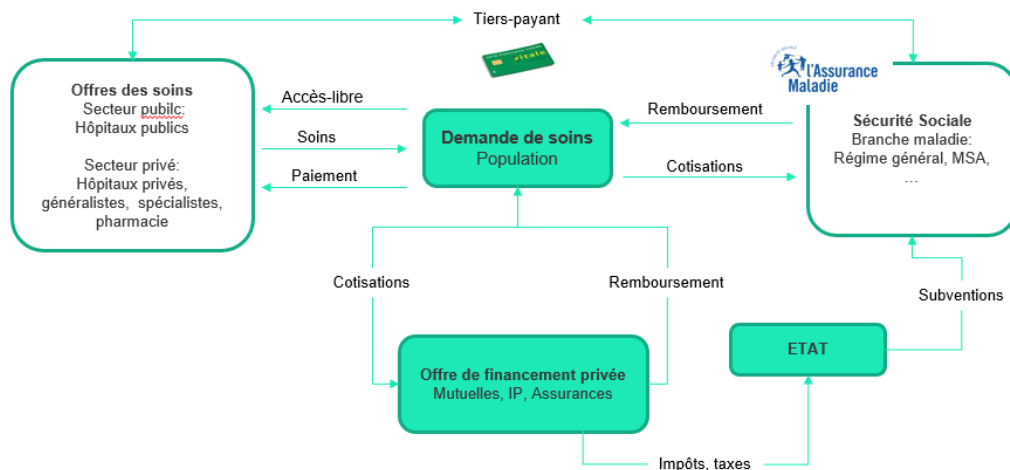 Tiers-payant
vitale
l'Assurance
Maladie
Offres des soins
Secteur publc:
Hôpitaux publics
Secteur privé:
Hôpitaux privés,
généralistes, spécialistes,
pharmacie
Accès-libre
Soins
Paiement
Demande de soins
Population
Remboursement
Cotisations
Sécurité Sociale
Branche maladie:
Régime général, MSA,
...
Cotisations
Remboursement
Subventions
ETAT
Offre de financement privée
Mutuelles, IP, Assurances
Impôts, taxes